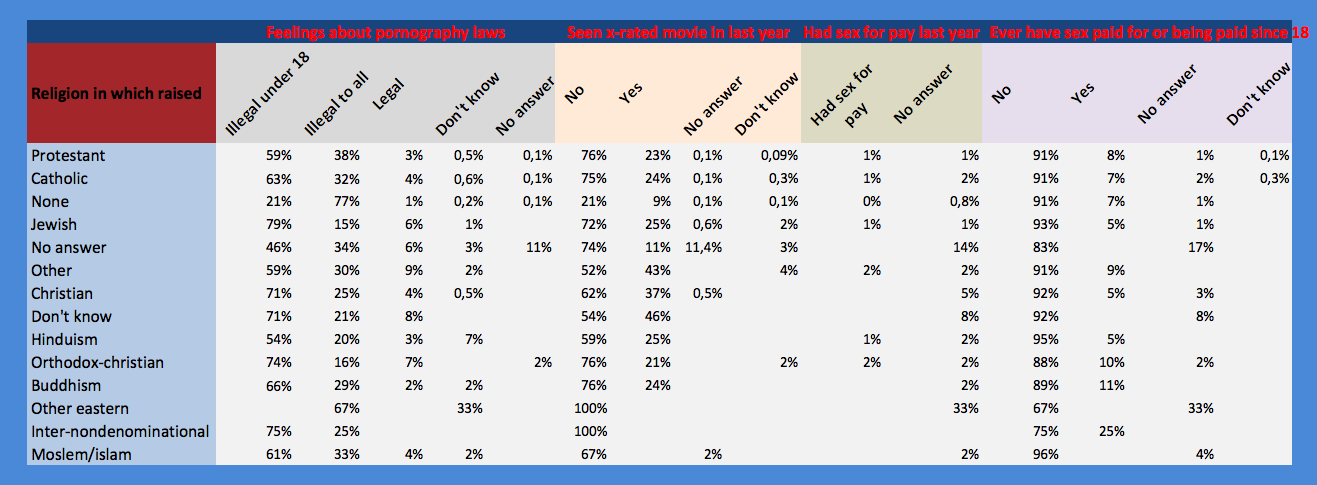 Feelings about pornography laws Seen x-rated movie in last year Had sex for pay last year Ever have sex paid for or being paid since 18
Religion in which raised Illegal under 18 Illegal to all Legal Don't know No answer No Yes No answer Don't know Had sex for pay No answer No Yes No answer Don't know
Protestant 59% 38% 3% 0,5% 0,1% 76% 23% 0,1% 0,09% 1% 1% 91% 8% 1% 0,1%
Catholic 63% 32% 4% 0,6% 0,1% 75% 24% 0,1% 0,3% 1% 2% 91% 7% 2% 0,3%
None 21% 77% 1% 0,2% 0,1% 21% 9% 0,1% 0,1% 0% 0,8% 91% 7% 1%
Jewish 79% 15% 6% 1% 72% 25% 0,6% 2% 1% 1% 93% 5% 1%
No answer 46% 34% 6% 3% 11% 74% 11% 11,4% 3% 14% 83% 17%
Other 59% 30% 9% 2% 52% 43% 4% 2% 2% 91% 9%
Christian 71% 25% 4% 0,5% 62% 37% 0,5% 5% 92% 5% 3%
Don't know 71% 21% 8% 54% 46% 8% 92% 8%
Hinduism 54% 20% 3% 7% 59% 25% 1% 2% 95% 5%
Orthodox-christian 74% 16% 7% 2% 76% 21% 2% 2% 2% 88% 10% 2%
Buddhism 66% 29% 2% 2% 76% 24% 2% 89% 11%
Other eastern 67% 33% 100% 33% 67% 33%
Inter-nondenominational 75% 25% 100% 75% 25%
Moslem/islam 61% 33% 4% 2% 67% 2% 2% 96% 4%